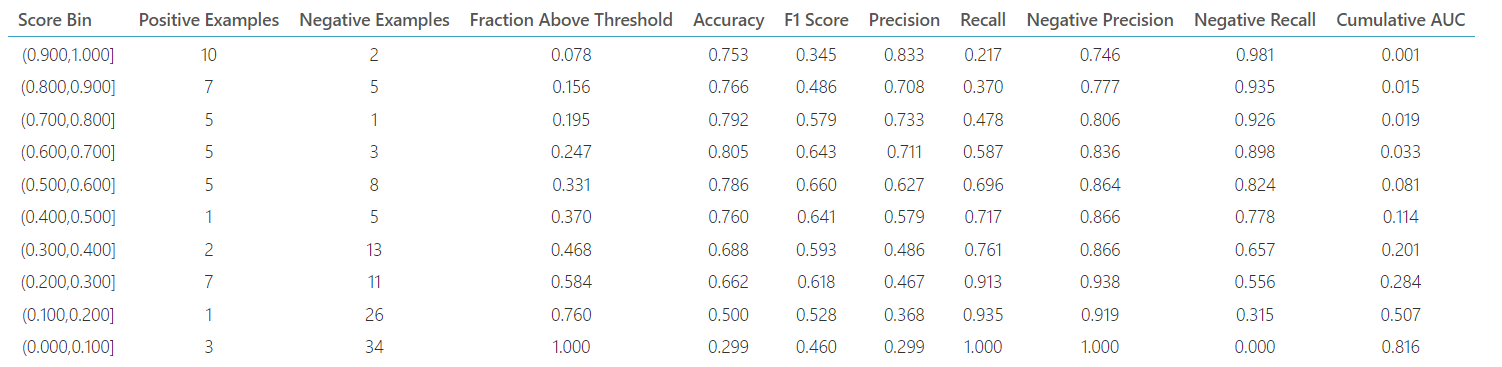 Score Bin Positive Examples Negative Examples Fraction Above Threshold Accuracy F1 Score Precision Recall Negative Precision Negative Recall Cumulative AUC
(0.900,1.000] 10 2 0.078 0.753 0.345 0.833 0.217 0.746 0.981 0.001
(0.800,0.900] 7 5 0.156 0.766 0.486 0.708 0.370 0.777 0.935 0.015
(0.700,0.800] 5 1 0.195 0.792 0.579 0.733 0.478 0.806 0.926 0.019
(0.600,0.700] 5 3 0.247 0.805 0.643 0.711 0.587 0.836 0.898 0.033
(0.500,0.600] 5 8 0.331 0.786 0.660 0.627 0.696 0.864 0.824 0.081
(0.400,0.500] 1 5 0.370 0.760 0.641 0.579 0.717 0.866 0.778 0.114
(0.300,0.400] 2 13 0.468 0.688 0.593 0.486 0.761 0.866 0.657 0.201
(0.200,0.300] 7 11 0.584 0.662 0.618 0.467 0.913 0.938 0.556 0.284
(0.100,0.200] 1 26 0.760 0.500 0.528 0.368 0.935 0.919 0.315 0.507
(0.000,0.100] 3 34 1.000 0.299 0.460 0.299 1.000 1.000 0.000 0.816